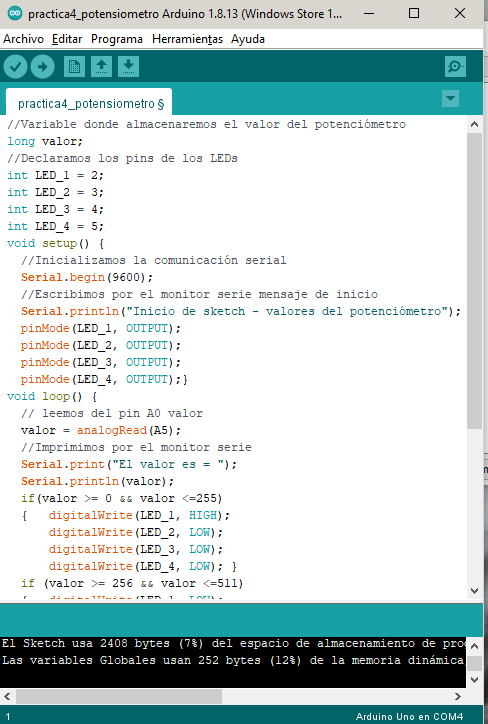 practica4_potensiometro Arduino 1.8.13 (Windows Store 1...
Archivo Editar Programa Herramientas Ayuda
practica4_potensiometro §
//Variable donde almacenaremos el valor del potenciómetro
long valor;
//Declaramos los pins de los LEDs
int LED_1 = 2;
int LED_2 = 3;
int LED_3 = 4;
int LED_4 = 5;
void setup() {
//Inicializamos la comunicación serial
Serial.begin(9600);
//Escribimos por el monitor serie mensaje de inicio
Serial.println("Inicio de sketch - valores del potenciómetro");
pinMode(LED_1, OUTPUT);
pinMode(LED_2, OUTPUT);
pinMode(LED_3, OUTPUT);
pinMode(LED_4, OUTPUT;}
void loop() {
// leemos del pin A0 valor
valor = analogRead(A5);
//Imprimimos por el monitor serie
Serial.print("El valor es = ");
Serial.println(valor);
if(valor >= 0 && valor <=255)
{ digitalWrite(LED_1, HIGH);
digitalWrite(LED_2, LOW);
digitalWrite(LED_3, LOW);
digitalWrite(LED_4, LOW); }
if (valor >= 256 && valor <=511)
{ digitalWrite(LED_1, LOW);
El Sketch usa 2408 bytes (7%) del espacio de almacenamiento de
Las variables Globales usan 252 bytes (12%) de la memoria dinámica
1
Arduino Uno en COM4